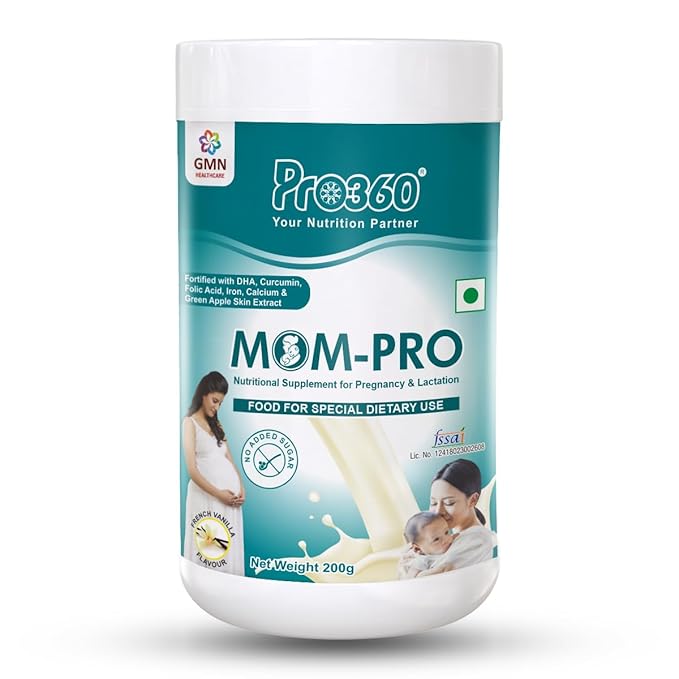 GMN
HEALTHCARE
Pro360®
Your Nutrition Partner
Fortified with DHA, Curcumin,
Folic Acid, Iron, Calcium &
Green Apple Skin Extract
MOM-PRO
Nutritional Supplement for Pregnancy & Lactation
FOOD FOR SPECIAL DIETARY USE
NO ADDED SUGAR
fssai
Lic. No. 12418023002608
FRENCH VANILLA
FLAVOUR
Net Weight 200g